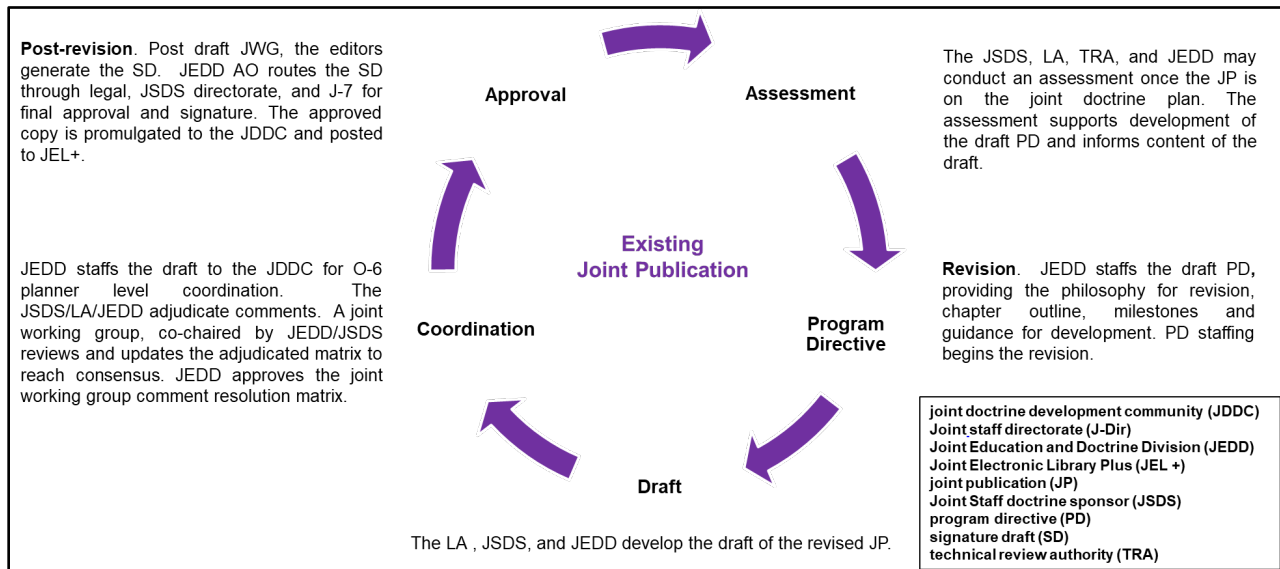 Post-revision. Post draft JWG, the editors
generate the SD. JEDD AO routes the SD
through legal, JSDS directorate, and J-7 for
final approval and signature. The approved
copy is promulgated to the JDDC and posted
to JEL+.
Approval
Assessment
The JSDS, LA, TRA, and JEDD may
conduct an assessment once the JP is
on the joint doctrine plan. The
assessment supports development of
the draft PD and informs content of the
draft.
Existing
Joint Publication
JEDD staffs the draft to the JDDC for O-6
planner level coordination. The
JSDS/LA/JEDD adjudicate comments. A joint
working group, co-chaired by JEDD/JSDS
reviews and updates the adjudicated matrix to
reach consensus. JEDD approves the joint
working group comment resolution matrix.
Coordination
Program
Directive
Revision. JEDD staffs the draft PD,
providing the philosophy for revision,
chapter outline, milestones and
guidance for development. PD staffing
begins the revision.
Draft
The LA , JSDS, and JEDD develop the draft of the revised JP.
joint doctrine development community (JDDC)
Joint staff directorate (J-Dir)
Joint Education and Doctrine Division (JEDD)
Joint Electronic Library Plus (JEL +)
joint publication (JP)
Joint Staff doctrine sponsor (JSDS)
program directive (PD)
signature draft (SD)
technical review authority (TRA)